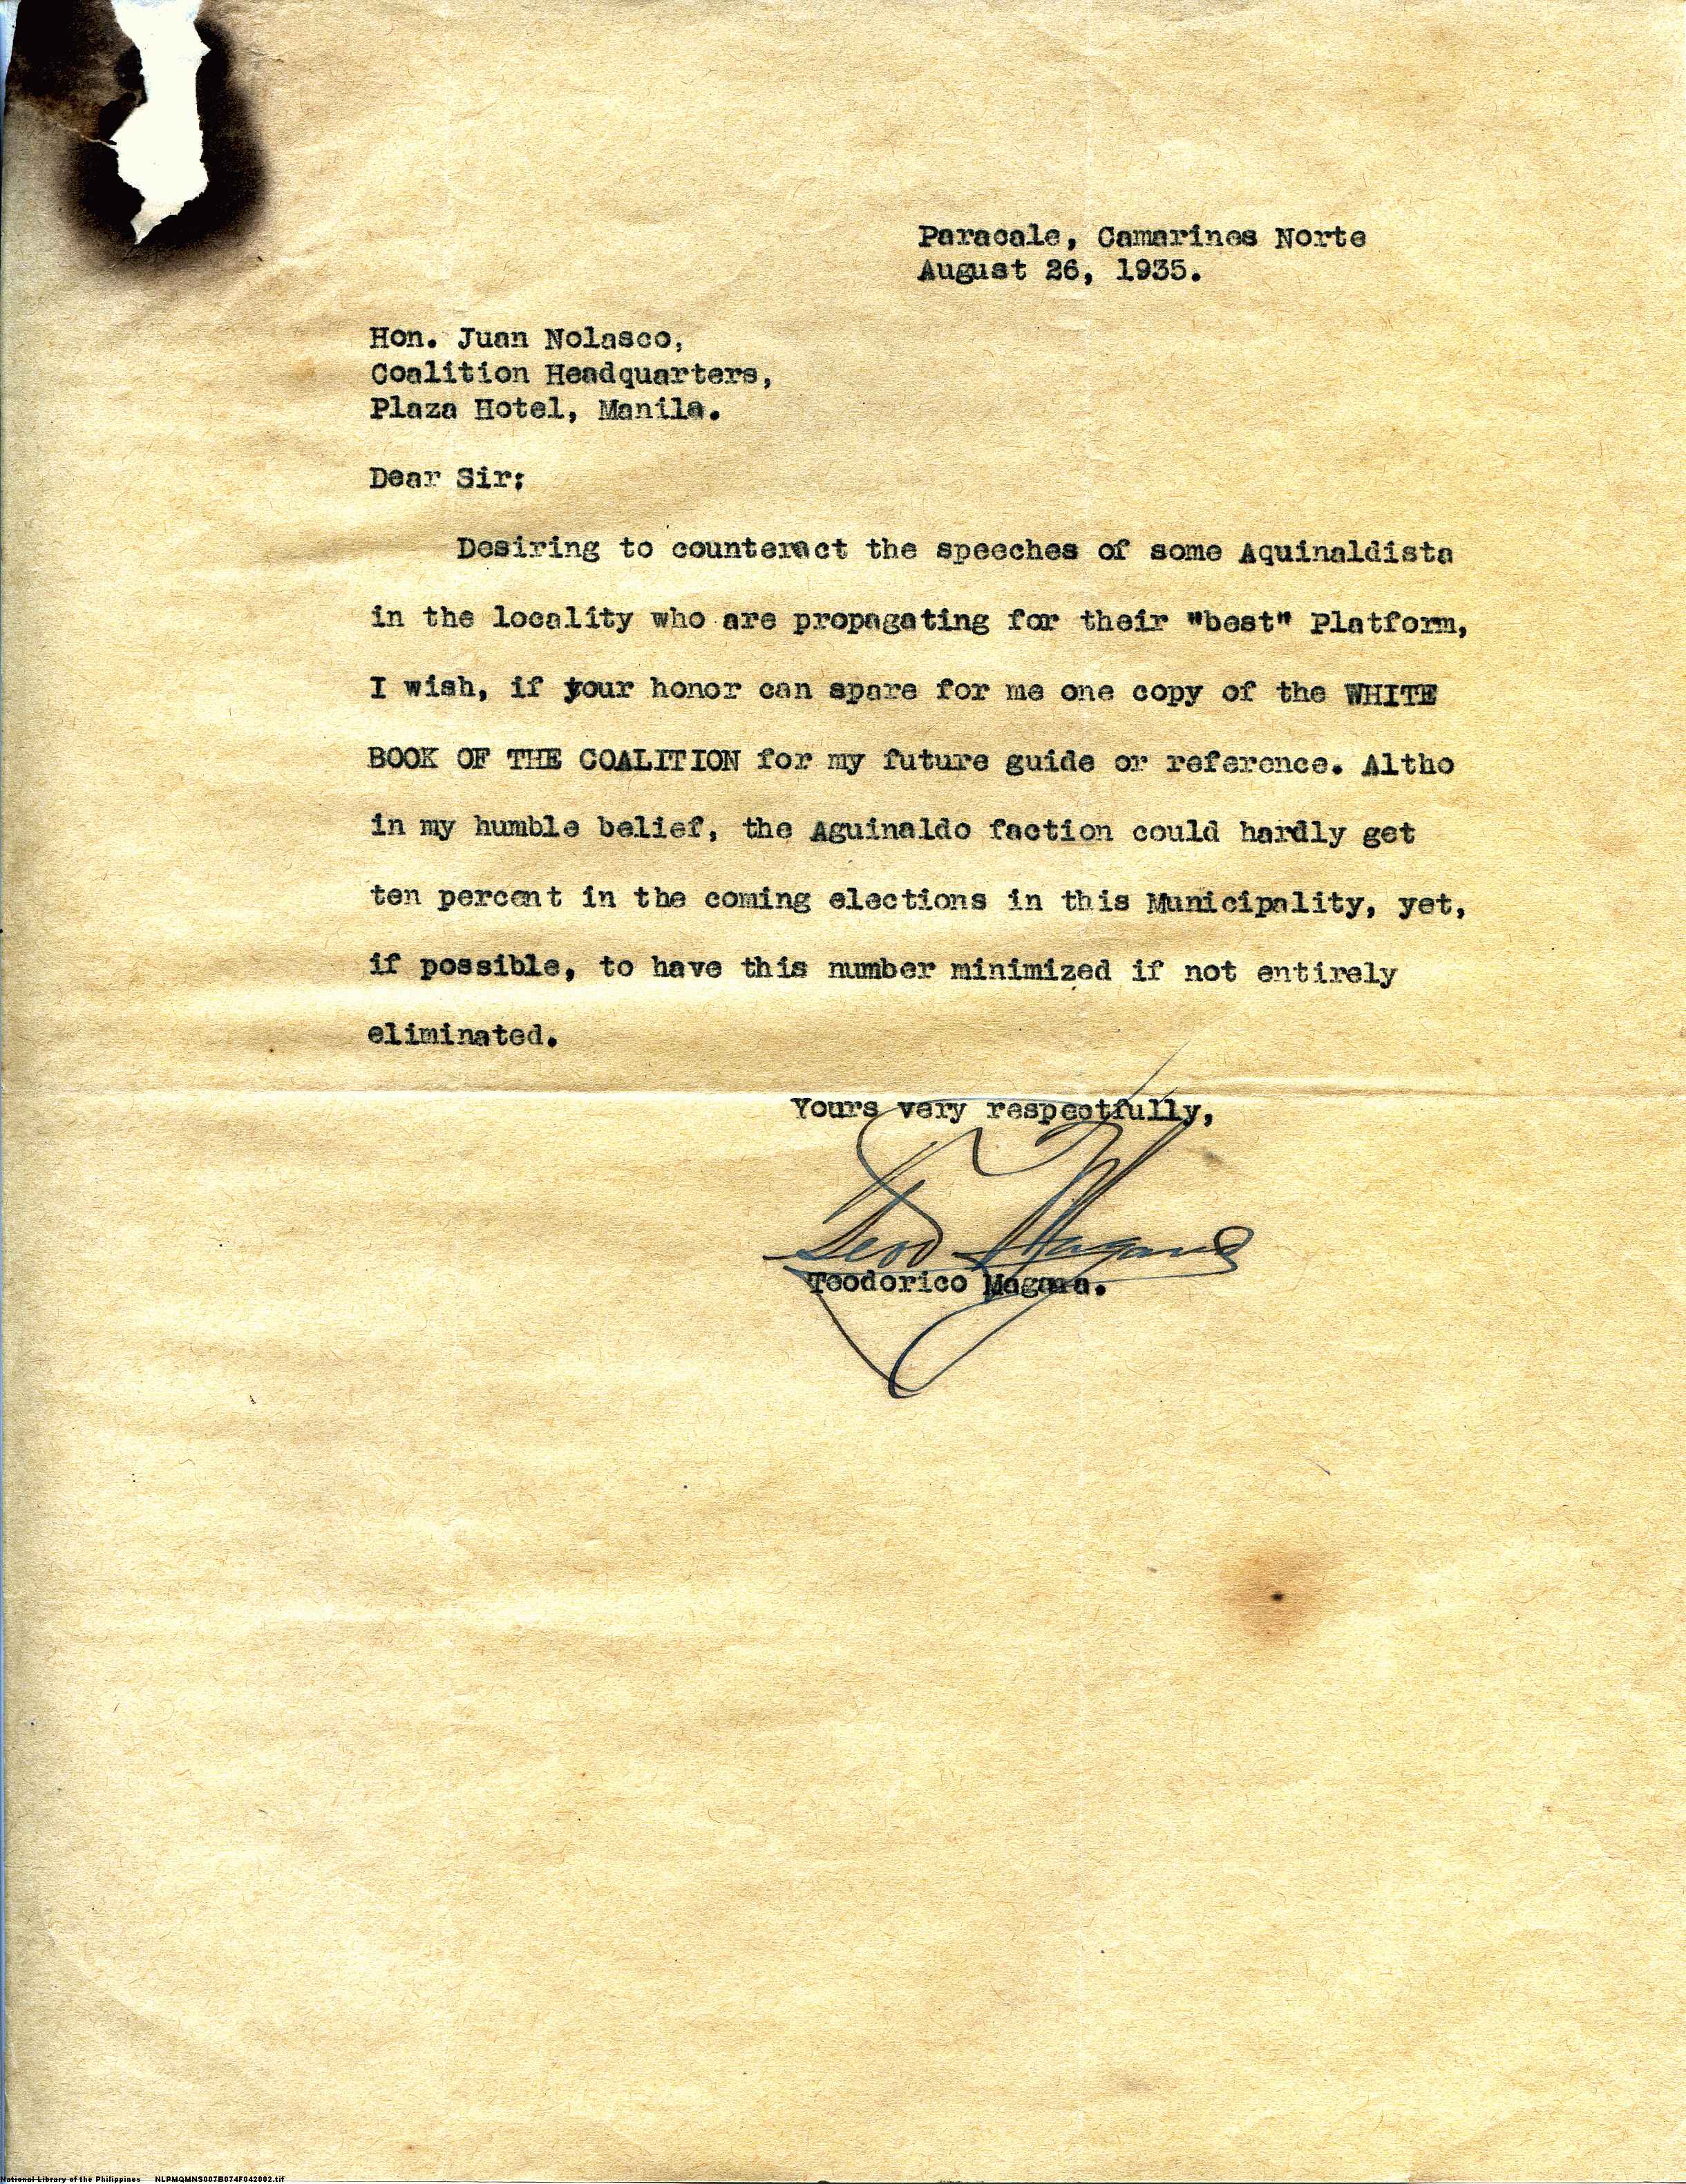 Paracale, Camarines Norte
August 26, 1935.
Hon. Juan Nolasco,
Coalition Headquarters,
Plaza Hotel, Manila.
Dear Sir:
Desiring to counteract the speeches of some Aquinaldista
in the locality who are propagating for their "best" Platform,
I wish, if your honor can spare for me one copy of the WHITE
BOOK OF THE COALITION for my future guide or reference. Altho
in my humble belief, the Aguinaldo faction could hardly get
ten percent in the coming elections in this Municipality, yet,
if possible, to have this number minimized if not entirely
eliminated.
Yours very respectfully,
Teodorico Magana.
National Library of the Philippines NLPMQMNS007B074F042002.tif